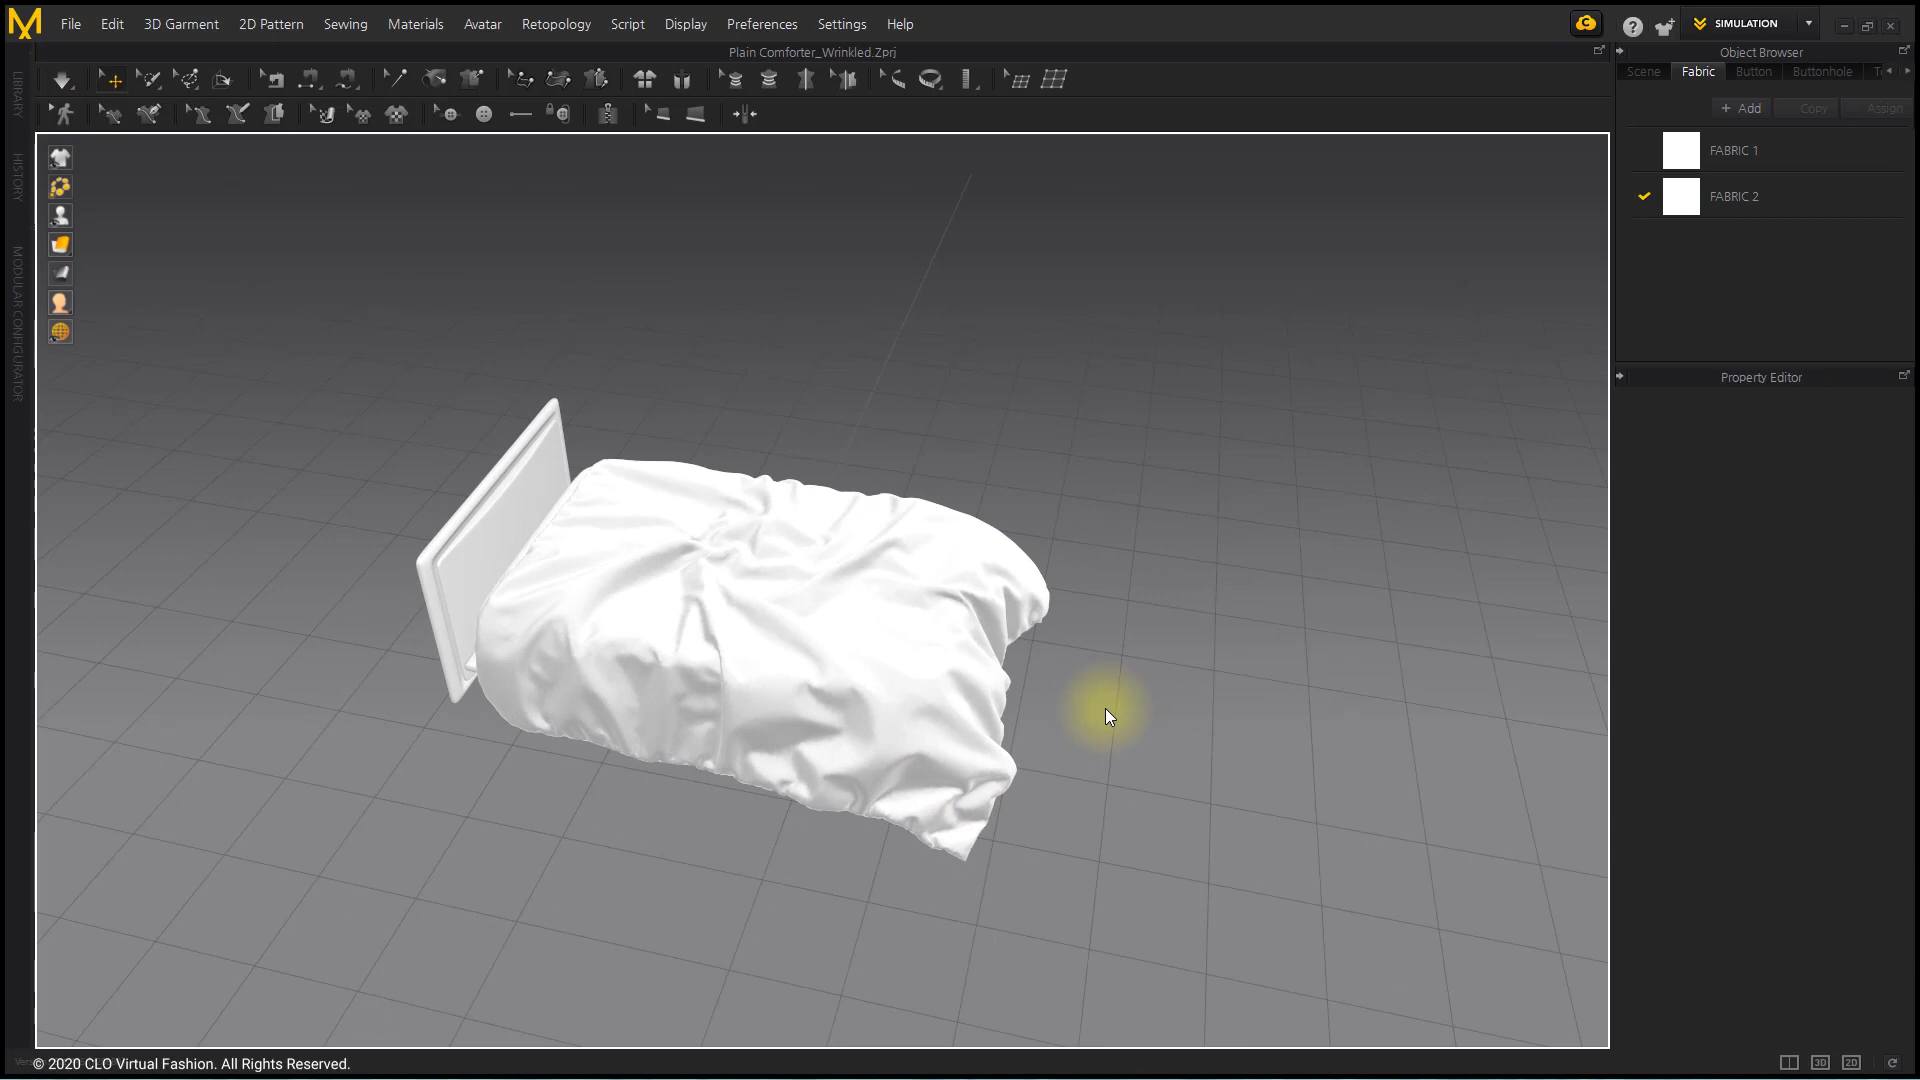 File Edit 3D Garment 2D Pattern Sewing Materials Avatar Retopology Script Display Preferences Settings Help
SIMULATION
Plain Comforter_Wrinkled.Zprj
Object Browser
Scene Fabric Button Buttonhole
+ Add Copy Assign
FABRIC 1
FABRIC 2
Property Editor
LIBRARY
HISTORY
MODULAR CONFIGURATOR
© 2020 CLO Virtual Fashion. All Rights Reserved.
3D 2D